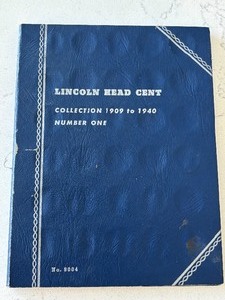 LINCOLN HEAD CENT
COLLECTION 1909 to 1940
NUMBER ONE
No. 9004